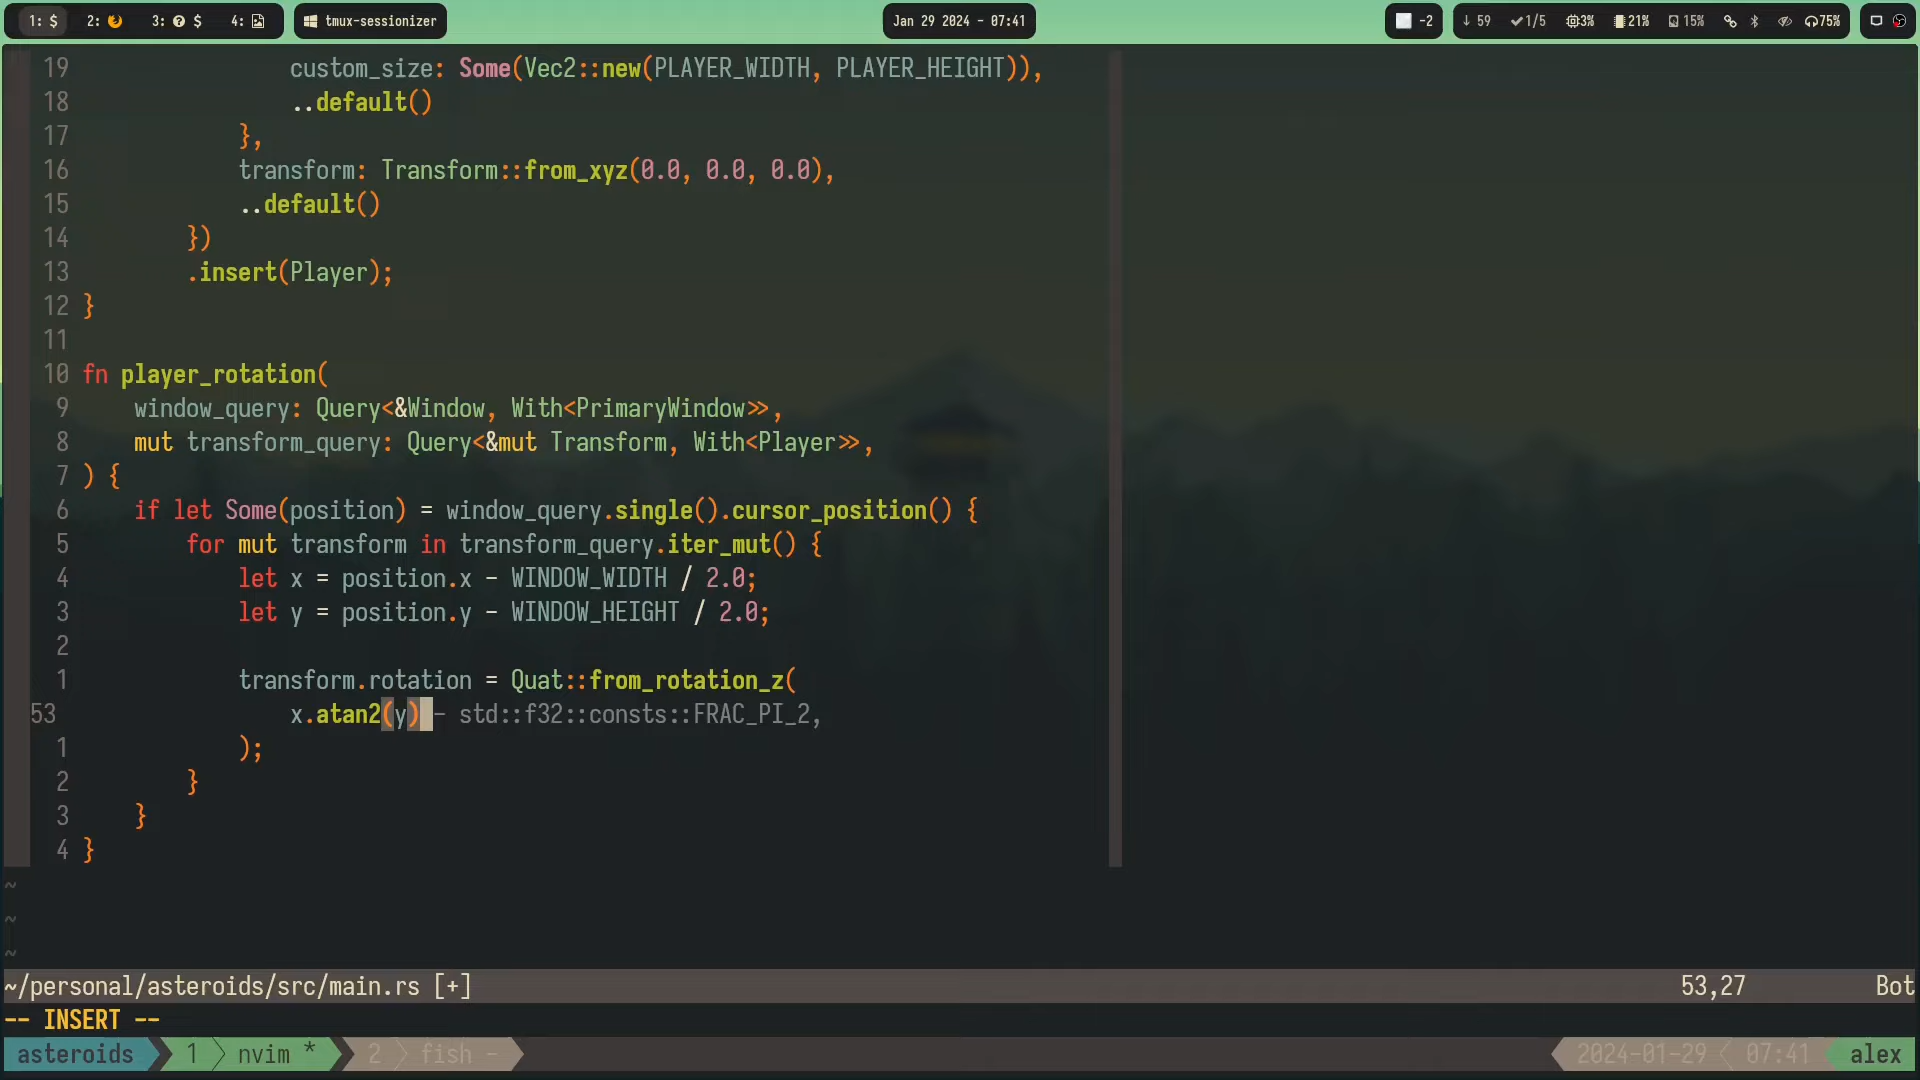 1: $ 2: 3: $ 4: tmux-sessionizer Jan 29 2024 - 07:41 -2 ↓ 59 ✓1/5 3% 21% 15% 75%
19 custom_size: Some(Vec2::new(PLAYER_WIDTH, PLAYER_HEIGHT)),
18 ..default()
17 },
16 transform: Transform::from_xyz(0.0, 0.0, 0.0),
15 ..default()
14 })
13 .insert(Player);
12 }
11
10 fn player_rotation(
9 window_query: Query<&Window, With<PrimaryWindow>>,
8 mut transform_query: Query<&mut Transform, With<Player>>,
7 ) {
6 if let Some(position) = window_query.single().cursor_position() {
5 for mut transform in transform_query.iter_mut() {
4 let x = position.x - WINDOW_WIDTH / 2.0;
3 let y = position.y - WINDOW_HEIGHT / 2.0;
2
1 transform.rotation = Quat::from_rotation_z(
53 x.atan2(y) - std::f32::consts::FRAC_PI_2,
1 );
2 }
3 }
4 }
~
~
~
~/personal/asteroids/src/main.rs [+] 53,27 Bot
-- INSERT --
asteroids 1 nvim * 2 fish - 2024-01-29 07:41 alex